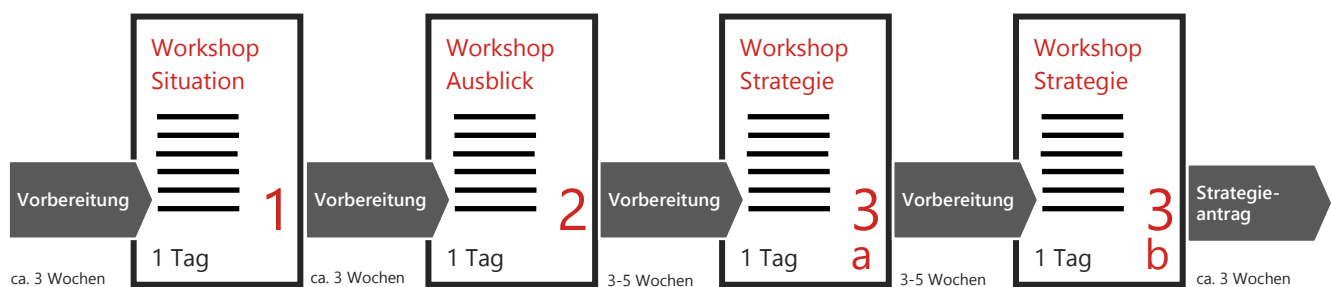 Vorbereitung
ca. 3 Wochen
Workshop
Situation
1
1 Tag
Vorbereitung
ca. 3 Wochen
Workshop
Ausblick
2
1 Tag
Vorbereitung
3-5 Wochen
Workshop
Strategie
3
a
1 Tag
Vorbereitung
3-5 Wochen
Workshop
Strategie
3
b
1 Tag
Strategie-
antrag
ca. 3 Wochen